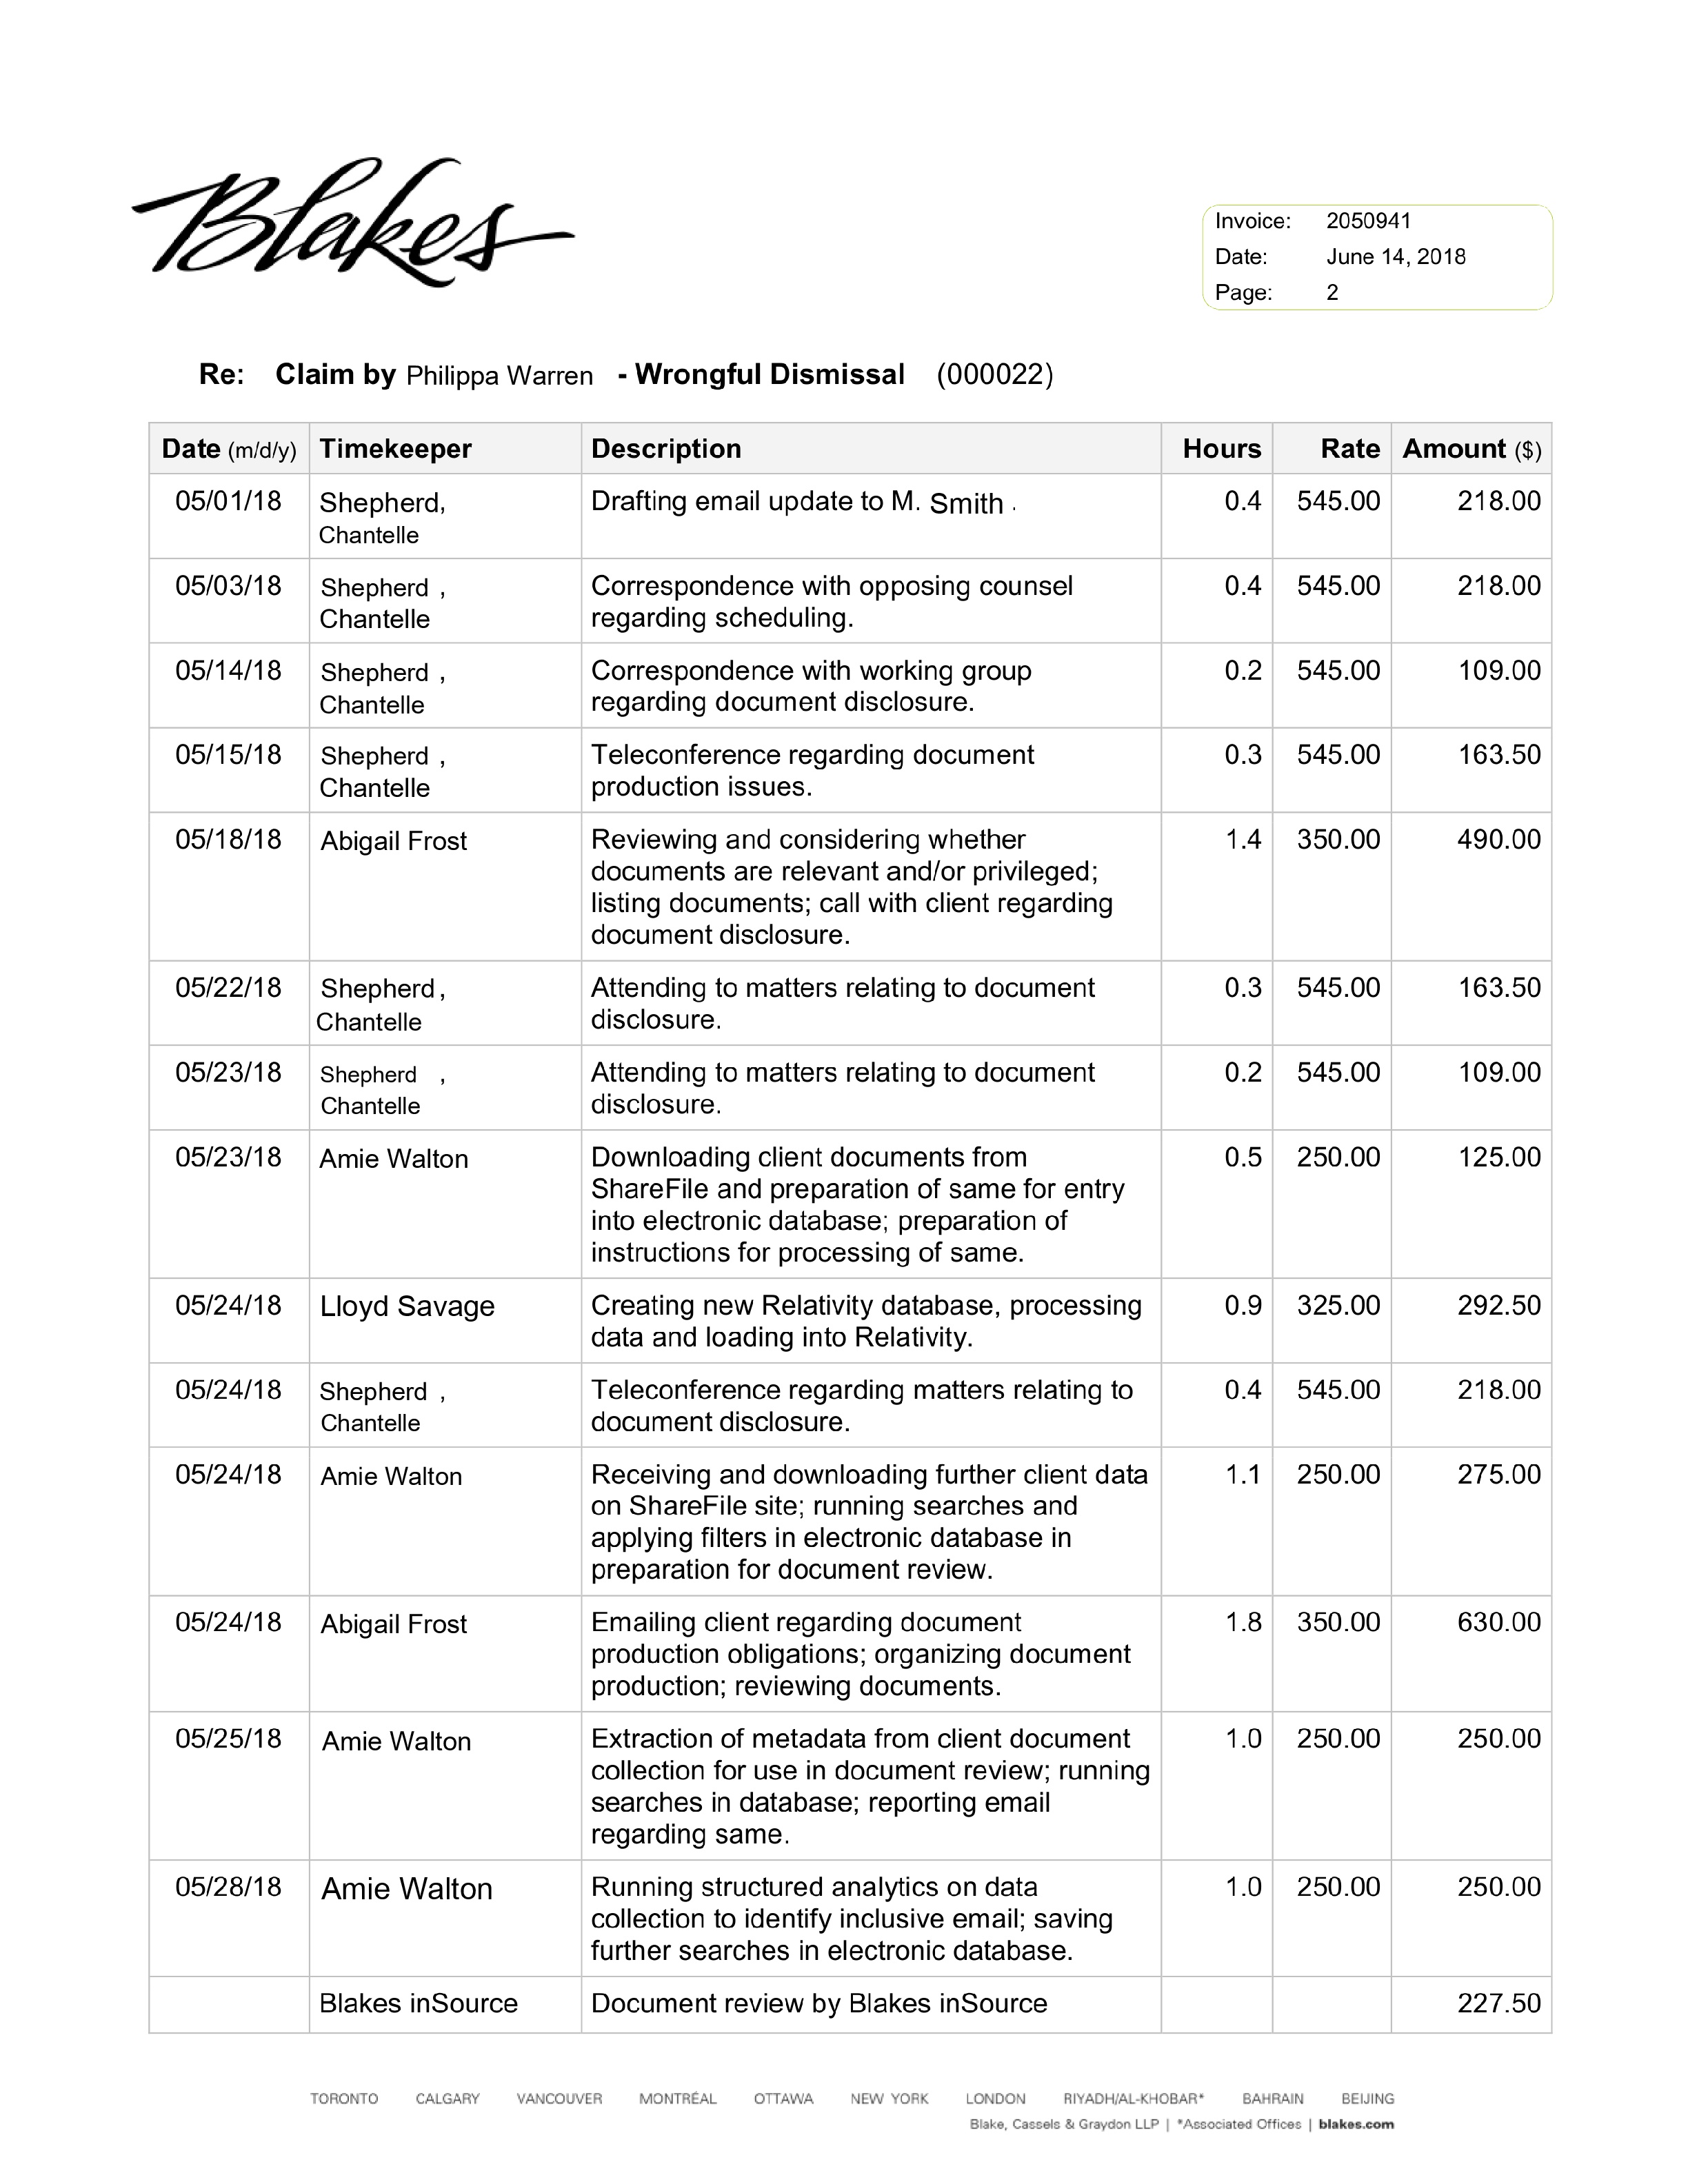 Blakes
Invoice: 2050941
Date: June 14, 2018
Page: 2
Re: Claim by Philippa Warren - Wrongful Dismissal (000022)
Date (m/d/y) Timekeeper Description Hours Rate Amount ($)
05/01/18 Shepherd, Drafting email update to M. Smith . 0.4 545.00 218.00
Chantelle
05/03/18 Shepherd , Correspondence with opposing counsel 0.4 545.00 218.00
Chantelle regarding scheduling.
05/14/18 Shepherd , Correspondence with working group 0.2 545.00 109.00
Chantelle regarding document disclosure.
05/15/18 Shepherd , Teleconference regarding document 0.3 545.00 163.50
Chantelle production issues.
05/18/18 Abigail Frost Reviewing and considering whether 1.4 350.00 490.00
documents are relevant and/or privileged;
listing documents; call with client regarding
document disclosure.
05/22/18 Shepherd, Attending to matters relating to document 0.3 545.00 163.50
Chantelle disclosure.
05/23/18 Shepherd , Attending to matters relating to document 0.2 545.00 109.00
Chantelle disclosure.
05/23/18 Amie Walton Downloading client documents from 0.5 250.00 125.00
ShareFile and preparation of same for entry
into electronic database; preparation of
instructions for processing of same.
05/24/18 Lloyd Savage Creating new Relativity database, processing 0.9 325.00 292.50
data and loading into Relativity.
05/24/18 Shepherd , Teleconference regarding matters relating to 0.4 545.00 218.00
Chantelle document disclosure.
05/24/18 Amie Walton Receiving and downloading further client data 1.1 250.00 275.00
on ShareFile site; running searches and
applying filters in electronic database in
preparation for document review.
05/24/18 Abigail Frost Emailing client regarding document 1.8 350.00 630.00
production obligations; organizing document
production; reviewing documents.
05/25/18 Amie Walton Extraction of metadata from client document 1.0 250.00 250.00
collection for use in document review; running
searches in database; reporting email
regarding same.
05/28/18 Amie Walton Running structured analytics on data 1.0 250.00 250.00
collection to identify inclusive email; saving
further searches in electronic database.
Blakes inSource Document review by Blakes inSource 227.50
TORONTO CALGARY VANCOUVER MONTRÉAL OTTAWA NEW YORK LONDON RIYADH/AL-KHOBAR* BAHRAIN BEIJING
Blake, Cassels & Graydon LLP | *Associated Offices | blakes.com